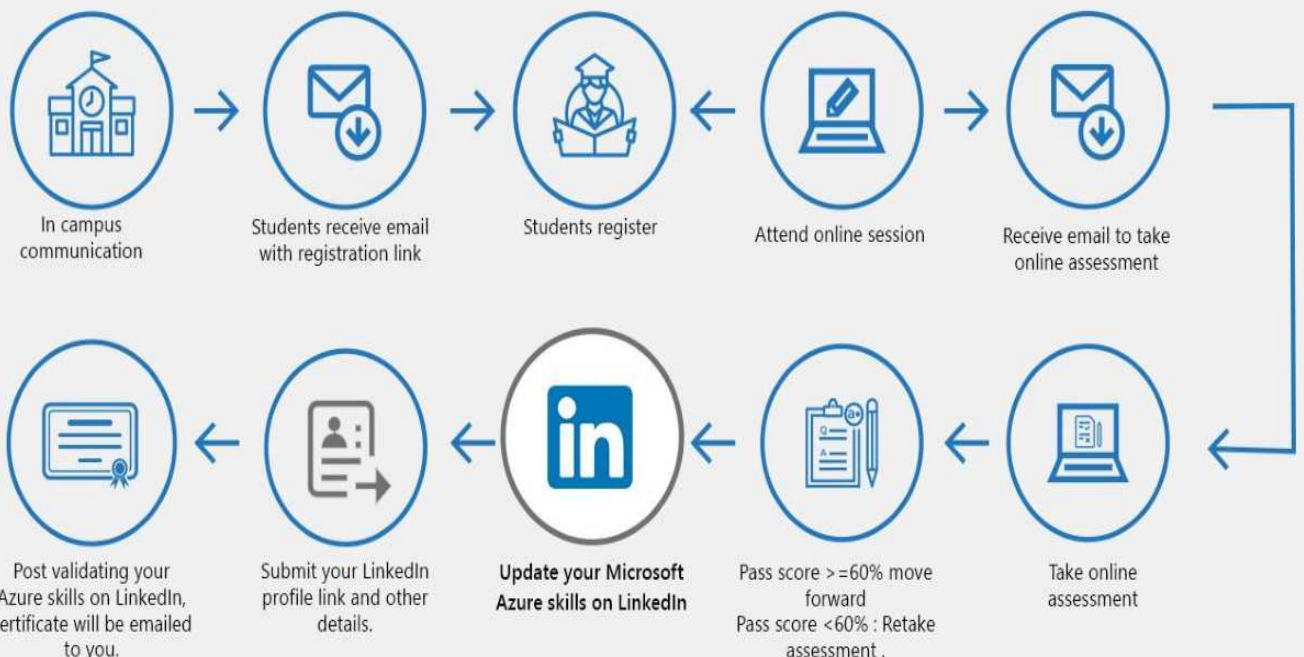 In campus
communication
Students receive email
with registration link
Students register
Attend online session
Receive email to take
online assessment
in
Q
A
Post validating your
Azure skills on LinkedIn,
ertificate will be emailed
to you.
Submit your LinkedIn
profile link and other
details.
Update your Microsoft
Azure skills on LinkedIn
Pass score >=60% move
forward
Pass score <60% : Retake
assessment .
Take online
assessment